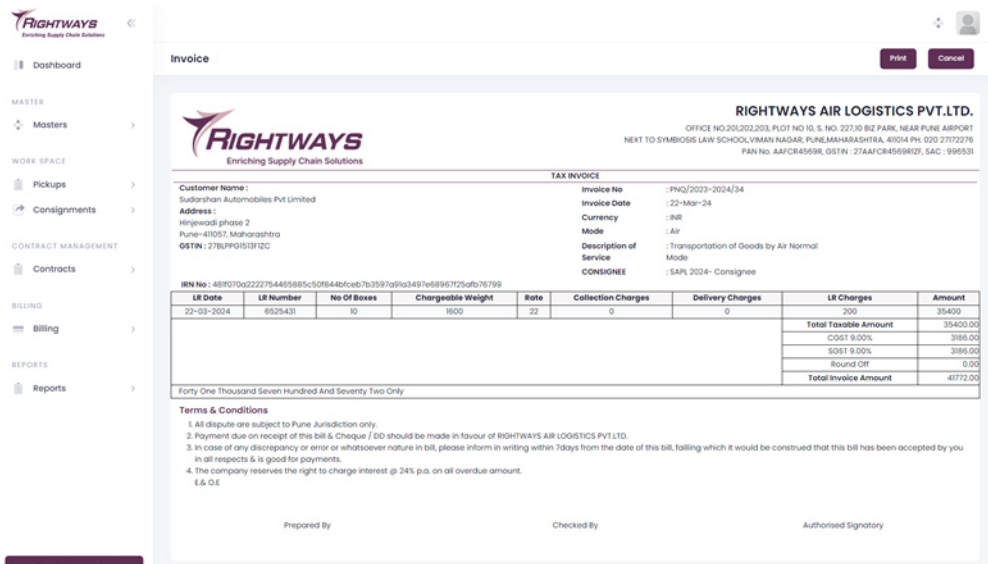 RIGHTWAYS
Enriching Supply Chain Solutions
Dashboard
MASTER
Masters
WORK SPACE
Pickups
Consignments
CONTRACT MANAGEMENT
Contracts
BILLING
Billing
REPORTS
Reports
Invoice
Print
Cancel
RIGHTWAYS
Enriching Supply Chain Solutions
RIGHTWAYS AIR LOGISTICS PVT.LTD.
OFFICE NO.201,202,203, PLOT NO 10, S. NO. 227,10 BIZ PARK, NEAR PUNE AIRPORT
NEXT TO SYMBIOSIS LAW SCHOOL,VIMAN NAGAR, PUNE,MAHARASHTRA, 411014 PH. 020 27172276
PAN No. AAFCR4569R, GSTIN : 27AAFCR4569R1ZF, SAC : 996531
TAX INVOICE
Customer Name :
Sudarshan Automobiles Pvt Limited
Address :
Hinjewadi phase 2
Pune-411057, Maharashtra
GSTIN : 27BLPPG1513F1ZC
Invoice No : PNQ/2023-2024/34
Invoice Date : 22-Mar-24
Currency : INR
Mode : Air
Description of Service : Transportation of Goods by Air Normal Mode
CONSIGNEE : SAPL 2024- Consignee
IRN No :
LR Date LR Number No Of Boxes Chargeable Weight Rate Collection Charges Delivery Charges LR Charges Amount
22-03-2024 6525431 10 1600 22 0 0 200 35400
Total Taxable Amount 35400.00
CGST 9.00% 3186.00
SGST 9.00% 3186.00
Round Off 0.00
Total Invoice Amount 41772.00
Forty One Thousand Seven Hundred And Seventy Two Only
Terms & Conditions
1. All dispute are subject to Pune Jurisdiction only.
2. Payment due on receipt of this bill & Cheque / DD should be made in favour of RIGHTWAYS AIR LOGISTICS PVT.LTD.
3. In case of any discrepancy or error or whatsoever nature in bill, please inform in writing within 7days from the date of this bill, failling which it would be construed that this bill has been accepted by you
in all respects & is good for payments.
4. The company reserves the right to charge interest @ 24% p.a. on all overdue amount.
E.& O.E
Prepared By
Checked By
Authorised Signatory